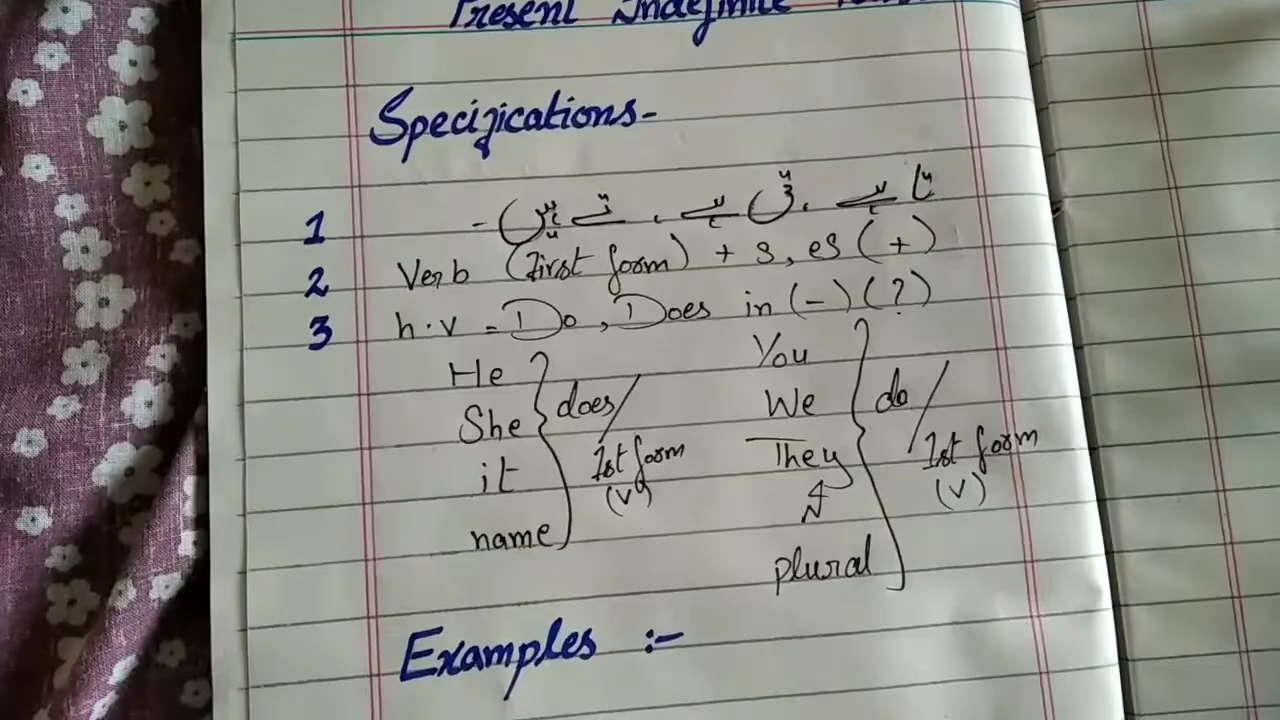 Present Indefinite Tense
Specifications-
1 تا ہے ، تی ہے ، تے ہیں -
2 Verb (First form) + s, es (+)
3 h.v = Do, Does in (-) (?)
He
She
it
name
does/
1st form
(v)
You
We
They
I
plural
do/
1st form
(v)
Examples :-